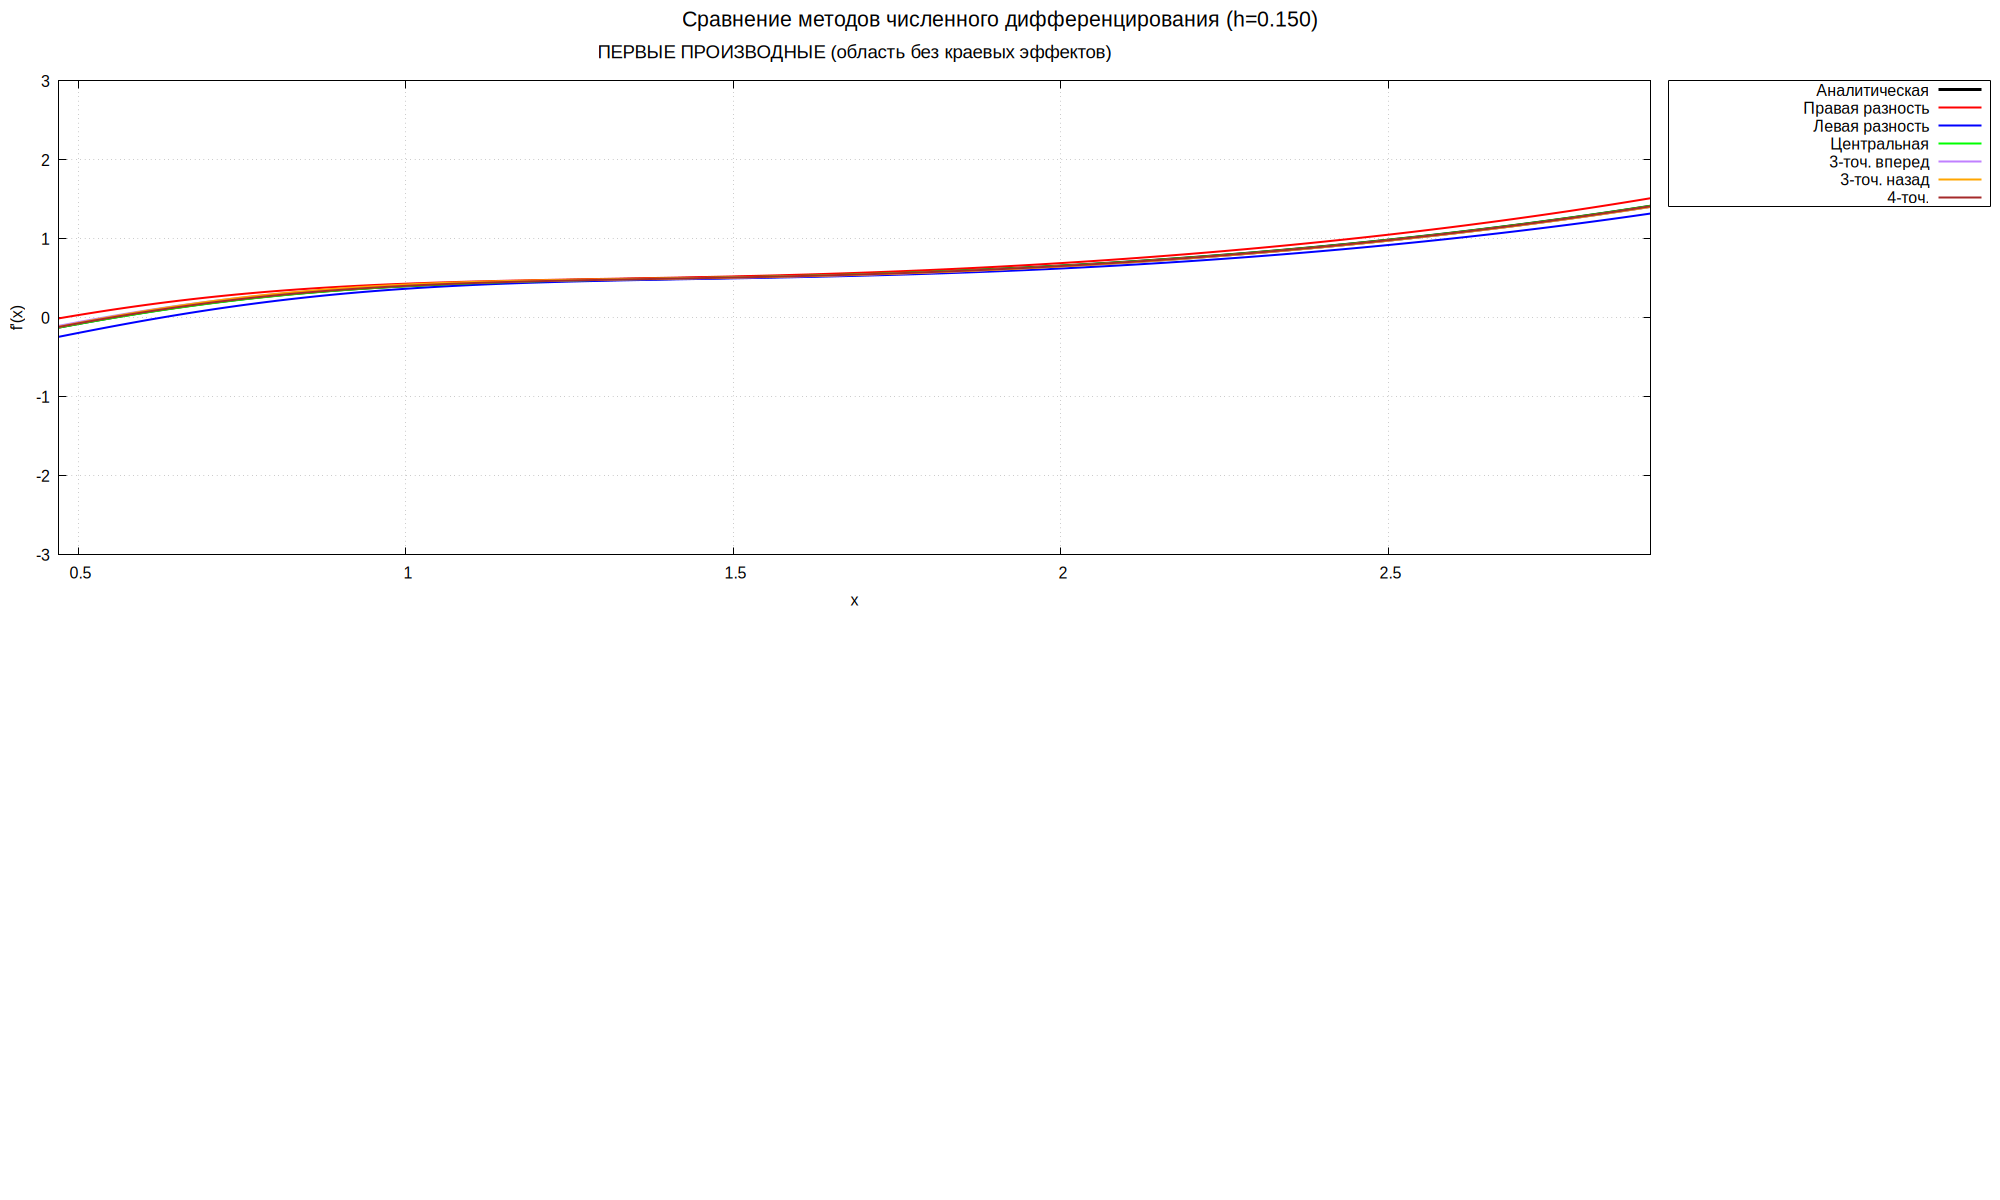 Сравнение методов численного дифференцирования (h=0.150)
ПЕРВЫЕ ПРОИЗВОДНЫЕ (область без краевых эффектов)
Аналитическая
Правая разность
Левая разность
Центральная
3-точ. вперед
3-точ. назад
4-точ.
3
2
1
0
-1
-2
-3
f'(x)
0.5
1
1.5
2
2.5
x